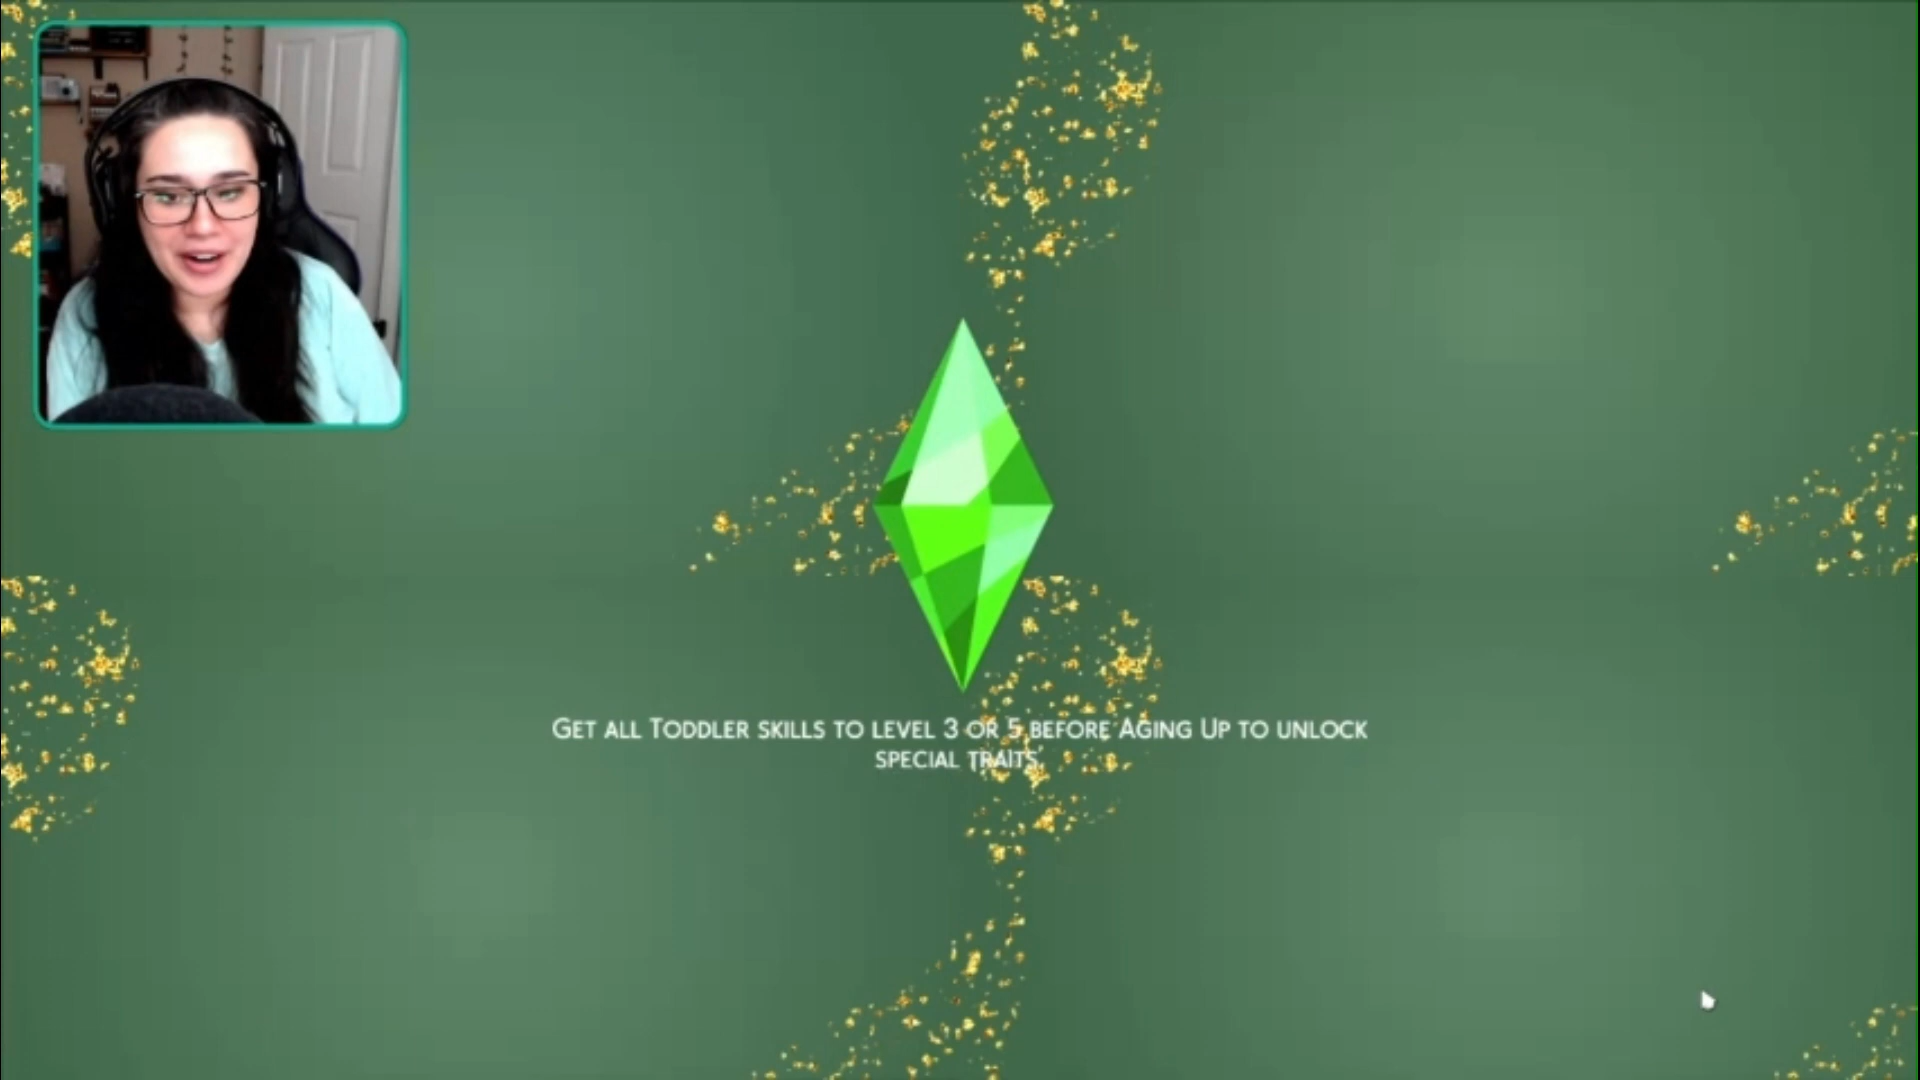 Get all Toddler skills to level 3 or 5 before Aging Up to unlock
special traits.